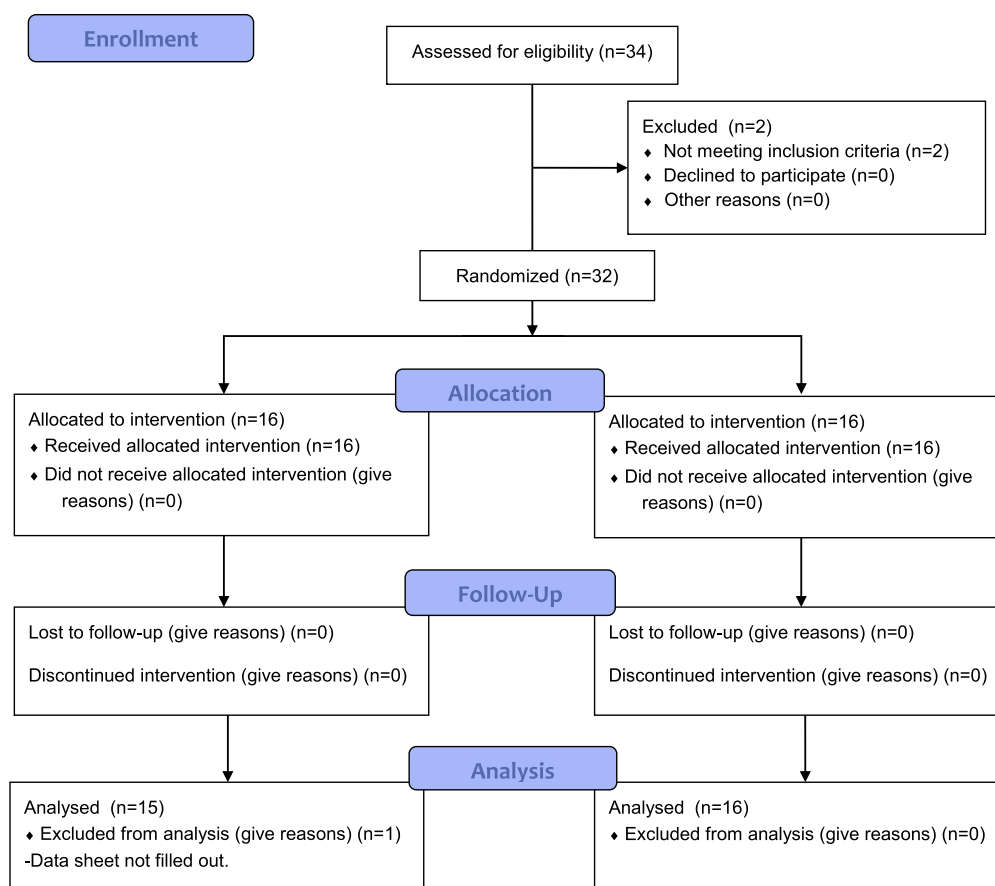 Enrollment
Assessed for eligibility (n=34)
Excluded (n=2)
♦ Not meeting inclusion criteria (n=2)
♦ Declined to participate (n=0)
♦ Other reasons (n=0)
Randomized (n=32)
Allocation
Allocated to intervention (n=16)
♦ Received allocated intervention (n=16)
♦ Did not receive allocated intervention (give
reasons) (n=0)
Allocated to intervention (n=16)
♦ Received allocated intervention (n=16)
♦ Did not receive allocated intervention (give
reasons) (n=0)
Follow-Up
Lost to follow-up (give reasons) (n=0)
Discontinued intervention (give reasons) (n=0)
Lost to follow-up (give reasons) (n=0)
Discontinued intervention (give reasons) (n=0)
Analysis
Analysed (n=15)
♦ Excluded from analysis (give reasons) (n=1)
-Data sheet not filled out.
Analysed (n=16)
♦ Excluded from analysis (give reasons) (n=0)